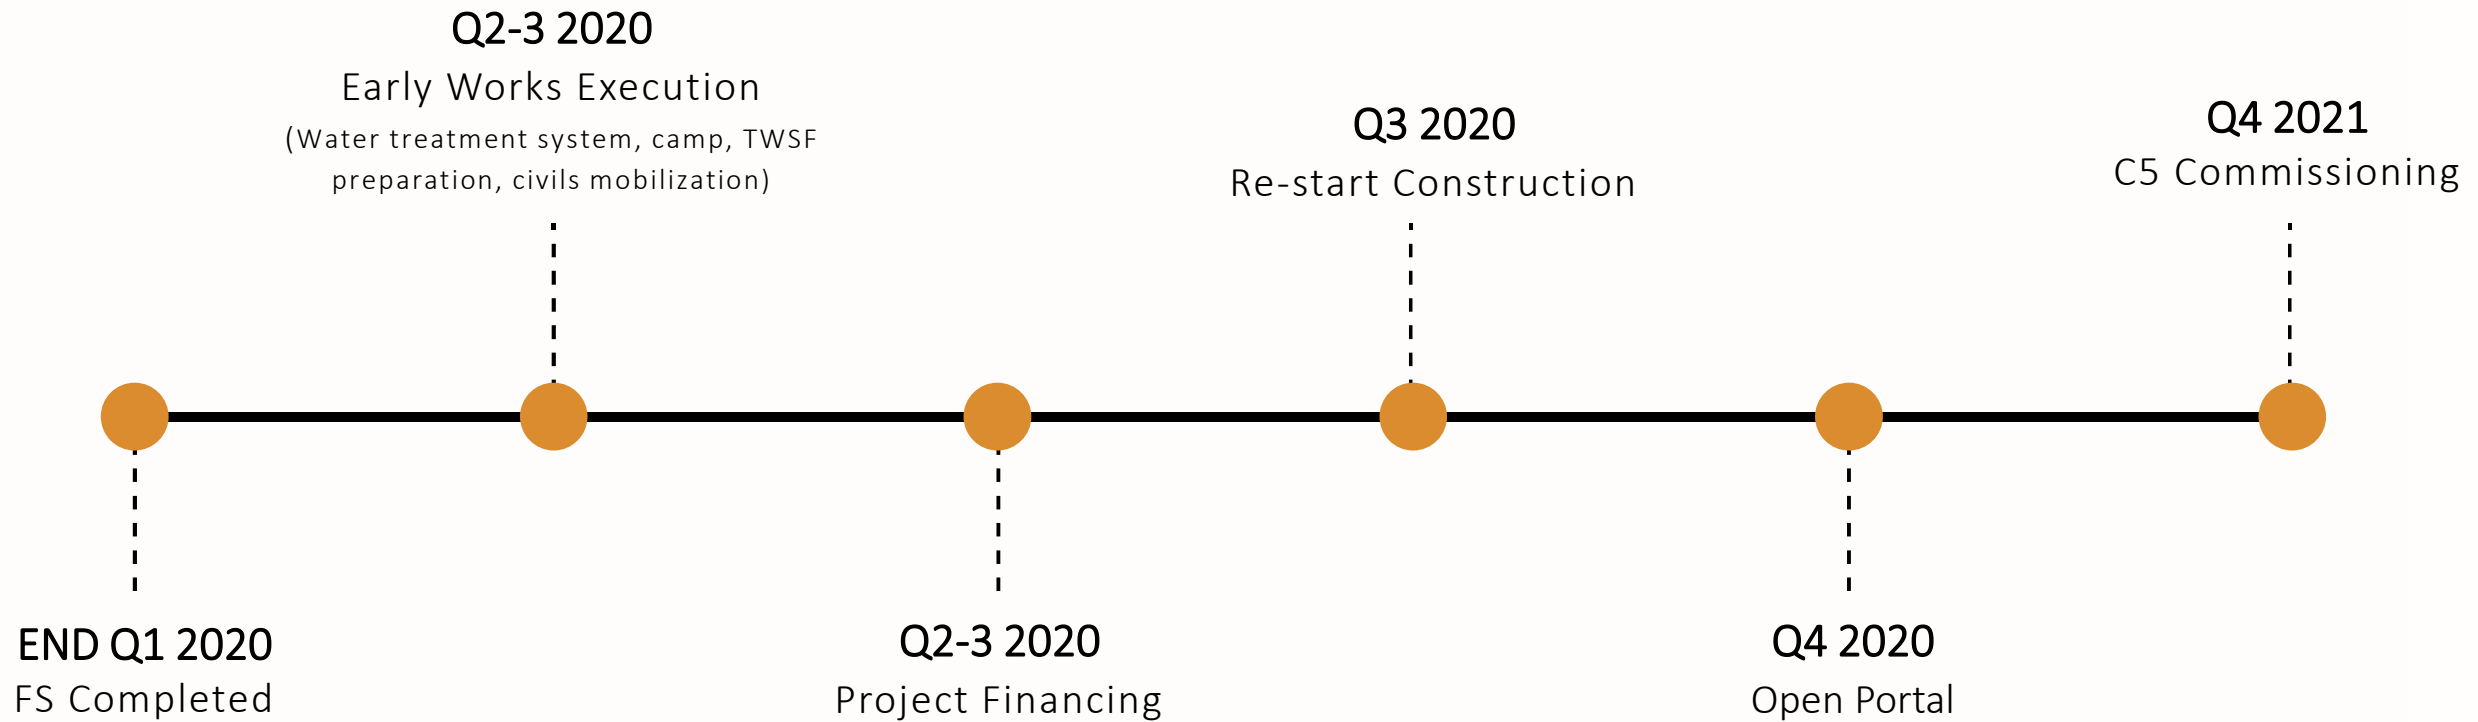 Q2-3 2020
Early Works Execution
(Water treatment system, camp, TWSF
preparation, civils mobilization)
Q3 2020
Re-start Construction
Q4 2021
C5 Commissioning
END Q1 2020
FS Completed
Q2-3 2020
Project Financing
Q4 2020
Open Portal